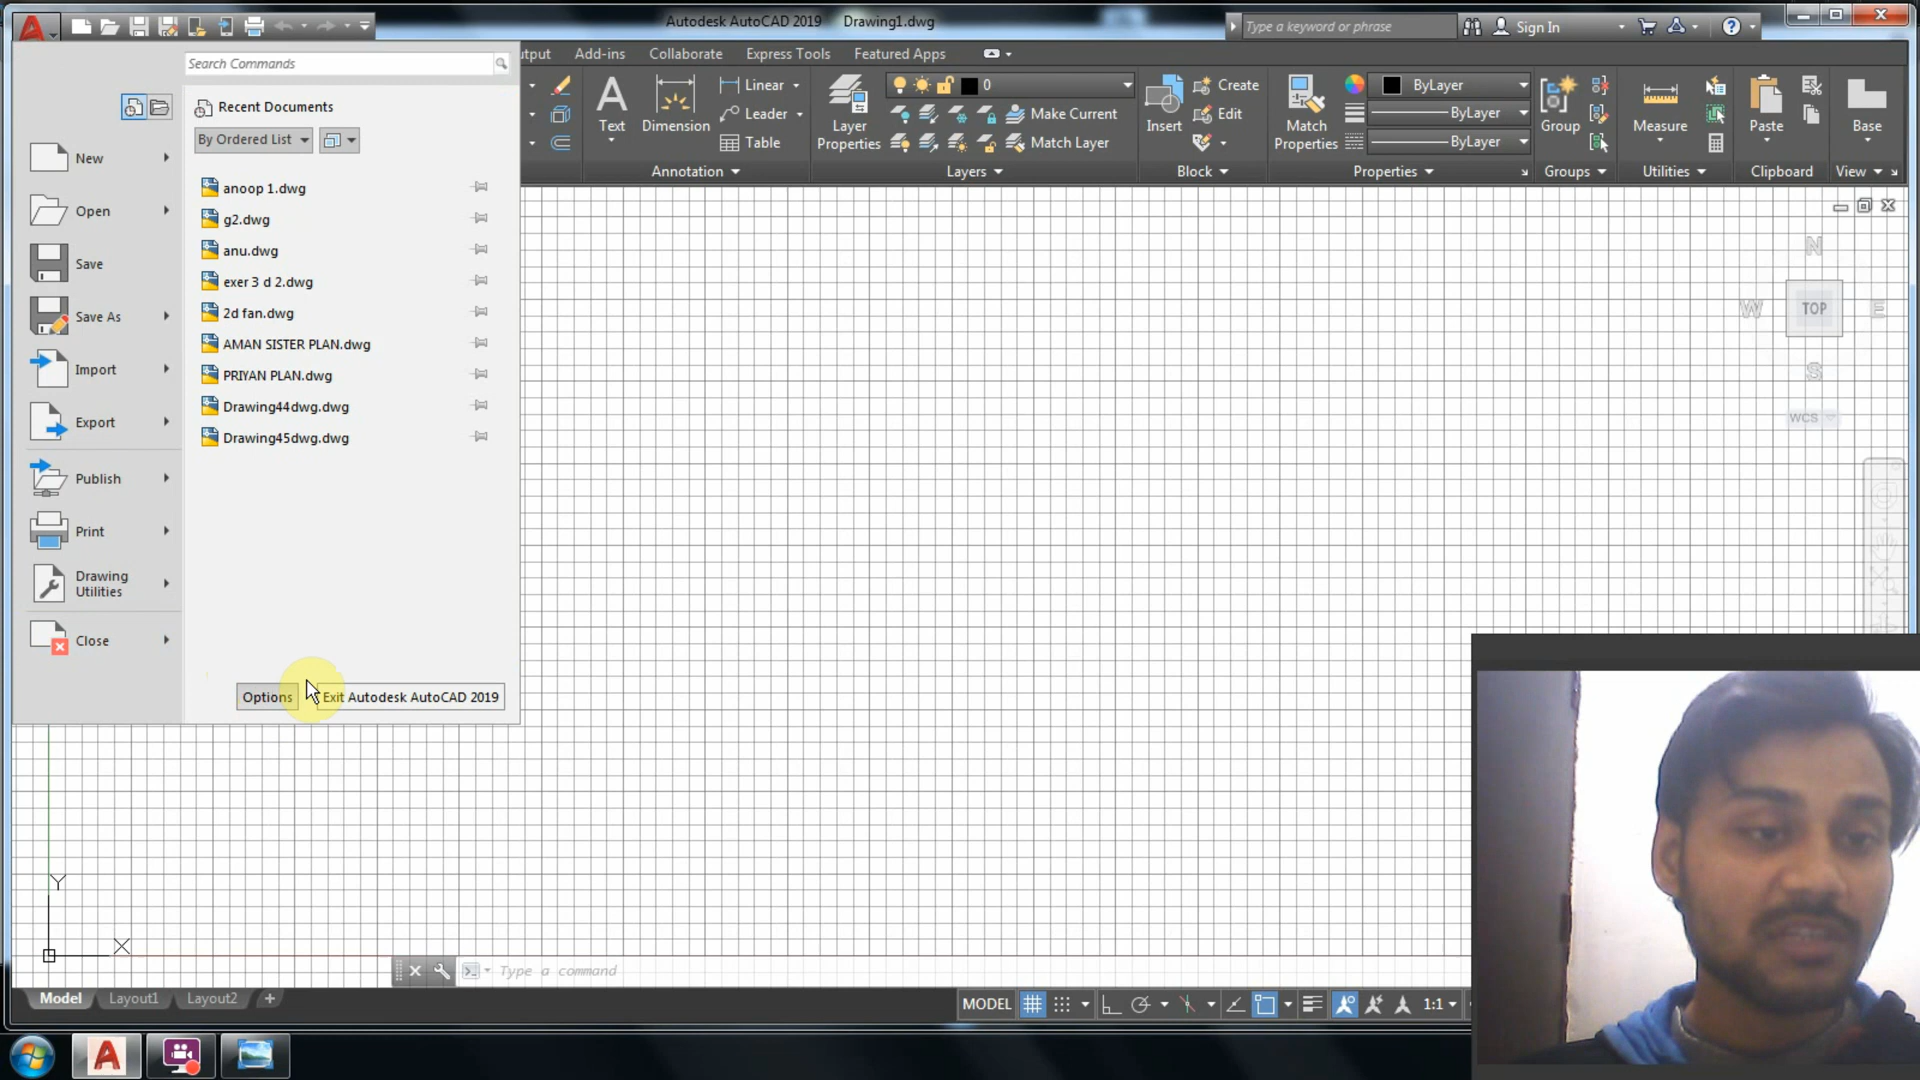 Autodesk AutoCAD 2019 Drawing1.dwg
Type a keyword or phrase
Sign In
Search Commands
Add-ins Collaborate Express Tools Featured Apps
Recent Documents
By Ordered List
New
Open
Save
Save As
Import
Export
Publish
Print
Drawing
Utilities
Close
anoop 1.dwg
g2.dwg
anu.dwg
exer 3 d 2.dwg
2d fan.dwg
AMAN SISTER PLAN.dwg
PRIYAN PLAN.dwg
Drawing44dwg.dwg
Drawing45dwg.dwg
Options
Exit Autodesk AutoCAD 2019
Text
Dimension
Linear
Leader
Table
Annotation
Layer
Properties
0
Make Current
Match Layer
Layers
Insert
Create
Edit
Block
Match
Properties
ByLayer
ByLayer
ByLayer
Properties
Group
Groups
Measure
Utilities
Paste
Clipboard
Base
View
N
W TOP E
S
WCS
Y
X
Type a command
Model Layout1 Layout2
MODEL
1:1